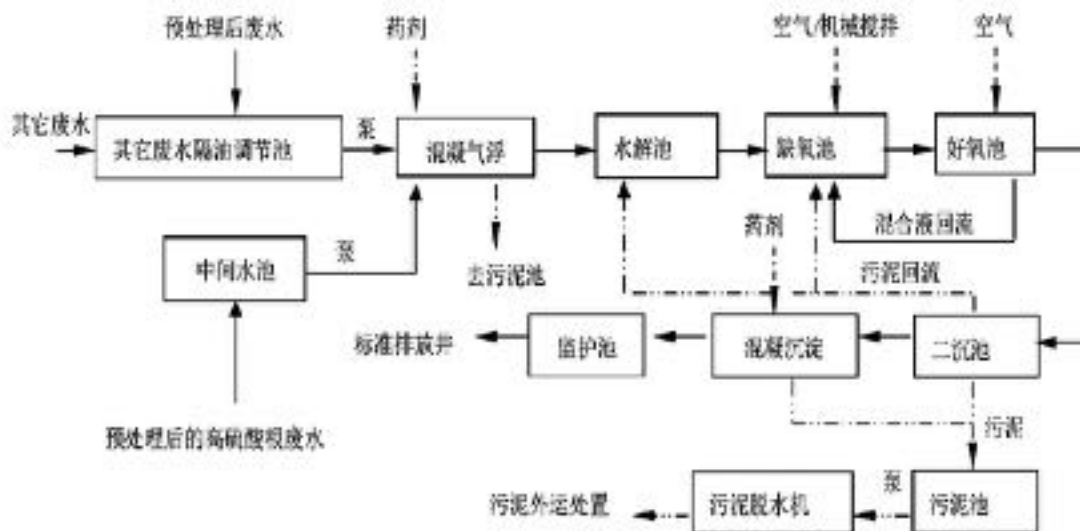 预处理后废水
药剂
空气/机械搅拌
空气
其它废水
其它废水隔油调节池
泵
混凝气浮
水解池
缺氧池
好氧池
中间水池
泵
去污泥池
药剂
混合液回流
污泥回流
标准排放井
监护池
混凝沉淀
二沉池
预处理后的高硫酸根废水
污泥
污泥外运处置
污泥脱水机
泵
污泥池